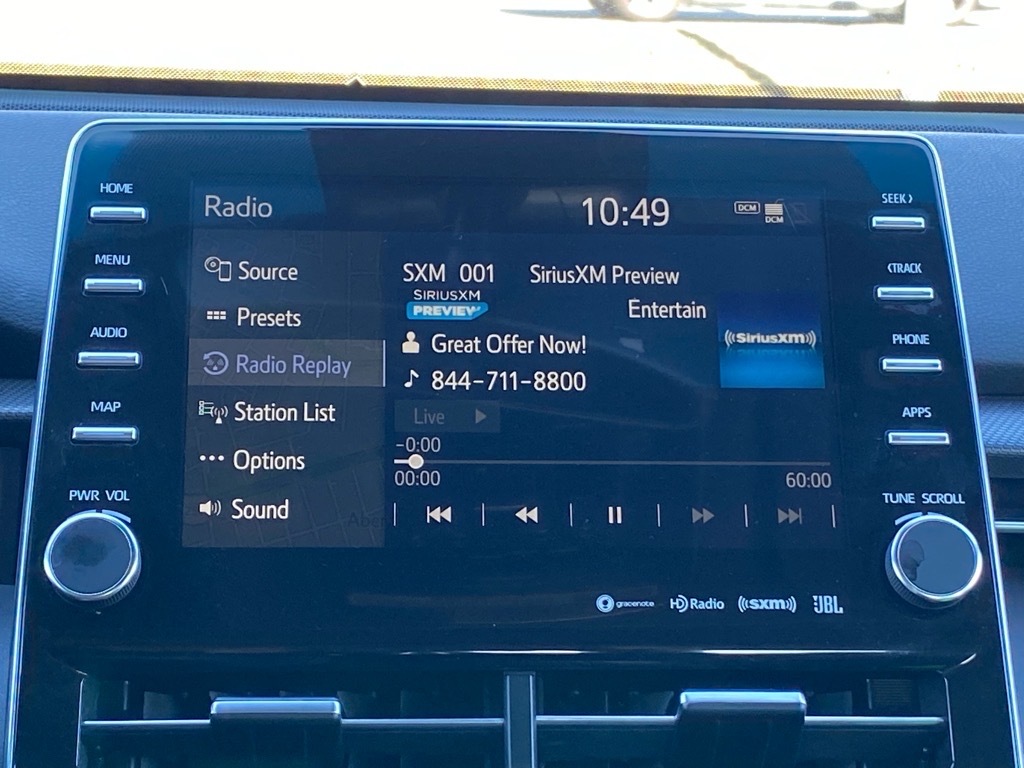 HOME
MENU
AUDIO
MAP
PWR VOL
Radio
10:49
DCM
DCM
Source
Presets
Radio Replay
Station List
Options
Sound
SXM 001 SiriusXM Preview
SIRIUSXM
PREVIEW
Entertain
Great Offer Now!
844-711-8800
((SiriusXM))
Live
-0:00
00:00
60:00
SEEK >
< TRACK
PHONE
APPS
TUNE SCROLL
gracenote
HD Radio
((sxm))
JBL